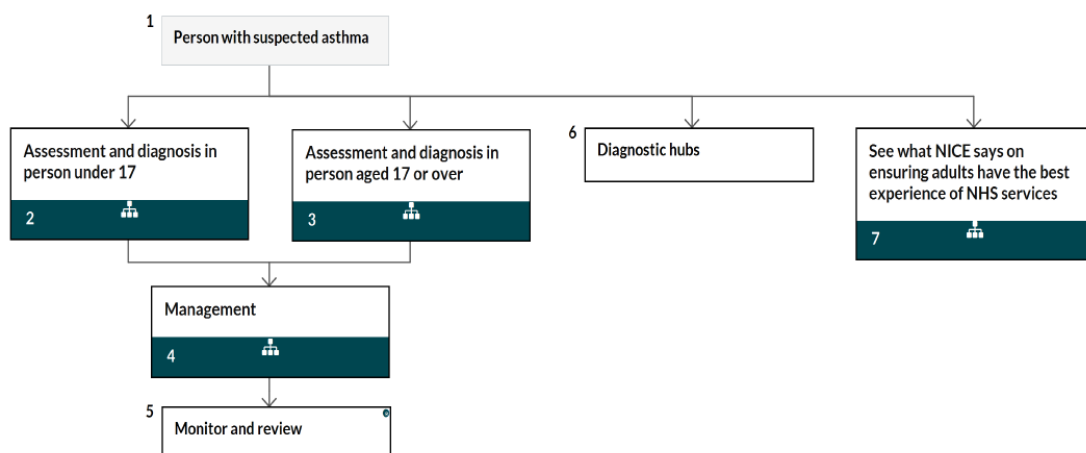 1
Person with suspected asthma
Assessment and diagnosis in
person under 17
2
Assessment and diagnosis in
person aged 17 or over
3
6
Diagnostic hubs
See what NICE says on
ensuring adults have the best
experience of NHS services
7
Management
4
5
Monitor and review